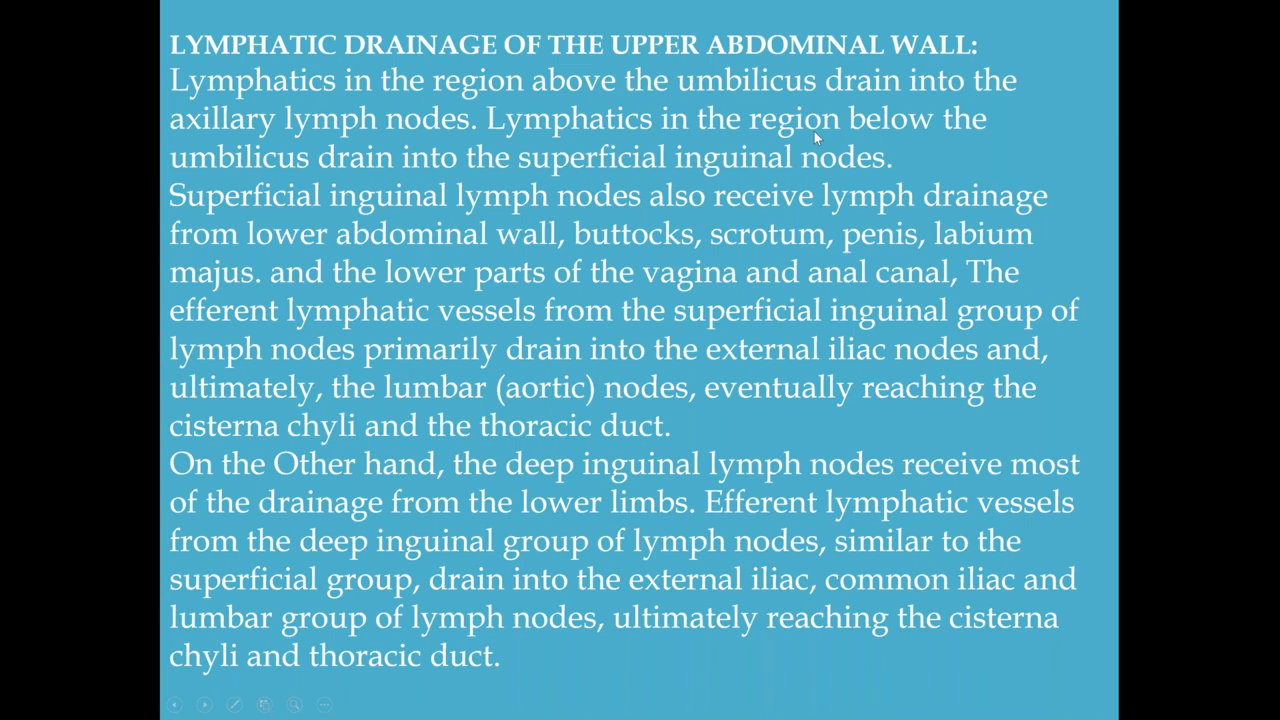 LYMPHATIC DRAINAGE OF THE UPPER ABDOMINAL WALL:
Lymphatics in the region above the umbilicus drain into the
axillary lymph nodes. Lymphatics in the region below the
umbilicus drain into the superficial inguinal nodes.
Superficial inguinal lymph nodes also receive lymph drainage
from lower abdominal wall, buttocks, scrotum, penis, labium
majus. and the lower parts of the vagina and anal canal, The
efferent lymphatic vessels from the superficial inguinal group of
lymph nodes primarily drain into the external iliac nodes and,
ultimately, the lumbar (aortic) nodes, eventually reaching the
cisterna chyli and the thoracic duct.
On the Other hand, the deep inguinal lymph nodes receive most
of the drainage from the lower limbs. Efferent lymphatic vessels
from the deep inguinal group of lymph nodes, similar to the
superficial group, drain into the external iliac, common iliac and
lumbar group of lymph nodes, ultimately reaching the cisterna
chyli and thoracic duct.